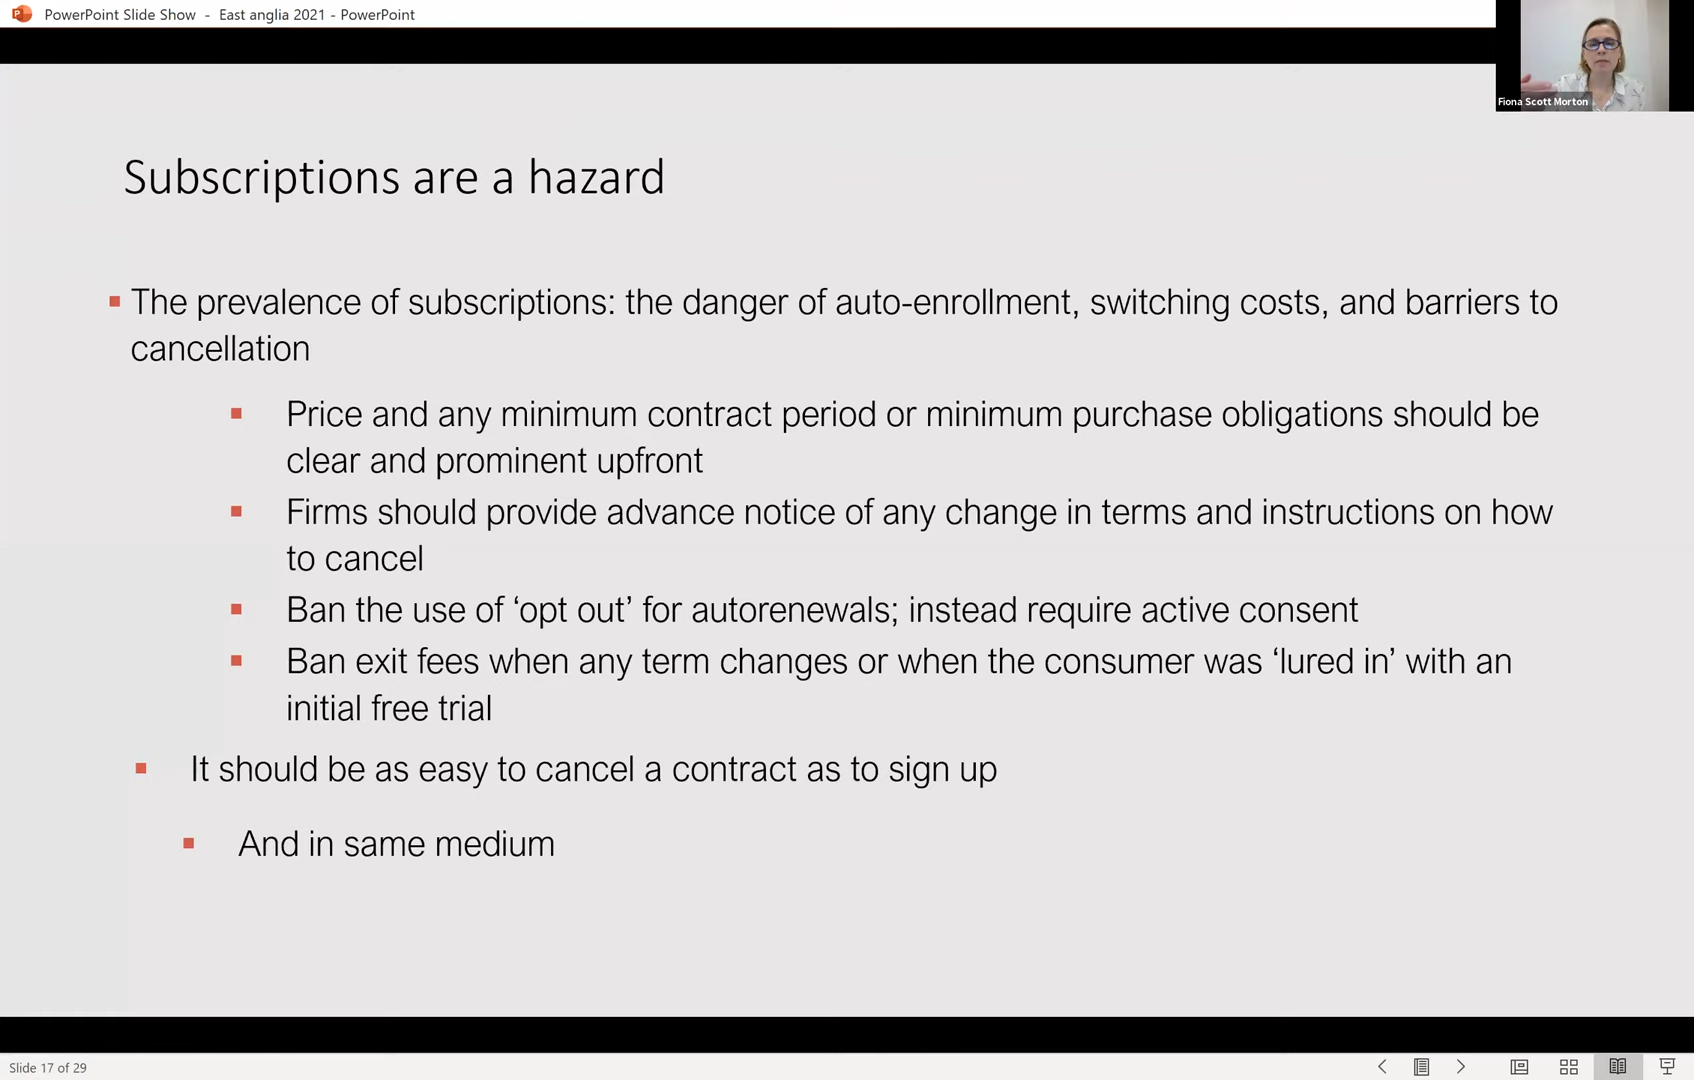 PowerPoint Slide Show - East anglia 2021 - PowerPoint
Fiona Scott Morton
Subscriptions are a hazard
The prevalence of subscriptions: the danger of auto-enrollment, switching costs, and barriers to
cancellation
Price and any minimum contract period or minimum purchase obligations should be
clear and prominent upfront
Firms should provide advance notice of any change in terms and instructions on how
to cancel
Ban the use of ‘opt out’ for autorenewals; instead require active consent
Ban exit fees when any term changes or when the consumer was ‘lured in’ with an
initial free trial
It should be as easy to cancel a contract as to sign up
And in same medium
Slide 17 of 29